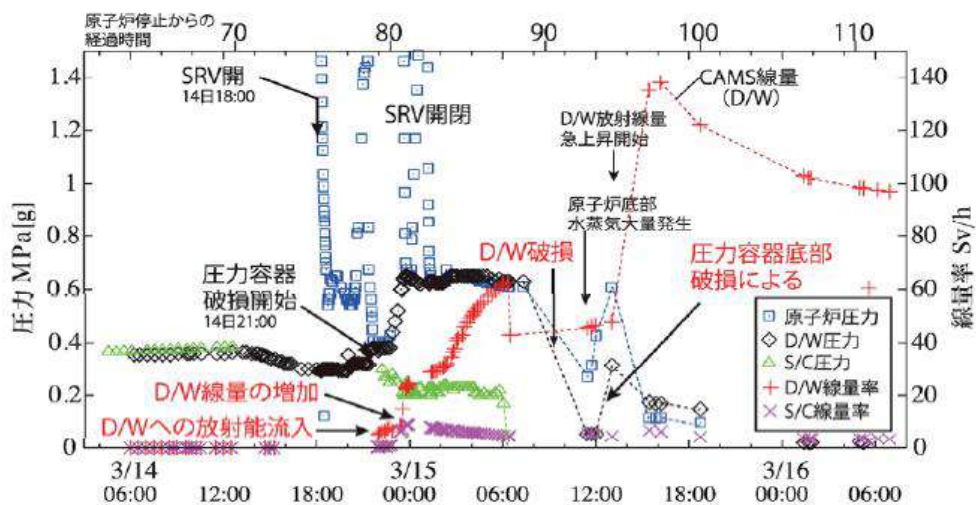 原子炉停止からの
経過時間
70 80 90 100 110
1.4
1.2
1
0.8
0.6
0.4
0.2
0
圧力 MPa[g]
140
120
100
80
60
40
20
0
線量率 Sv/h
SRV開
14日18:00
SRV開閉
CAMS線量
(D/W)
D/W放射線量
急上昇開始
原子炉底部
水蒸気大量発生
D/W破損
圧力容器底部
破損による
圧力容器
破損開始
14日21:00
D/W線量の増加
D/Wへの放射能流入
原子炉圧力
D/W圧力
S/C圧力
D/W線量率
S/C線量率
3/14 3/15 3/16
06:00 12:00 18:00 00:00 06:00 12:00 18:00 00:00 06:00